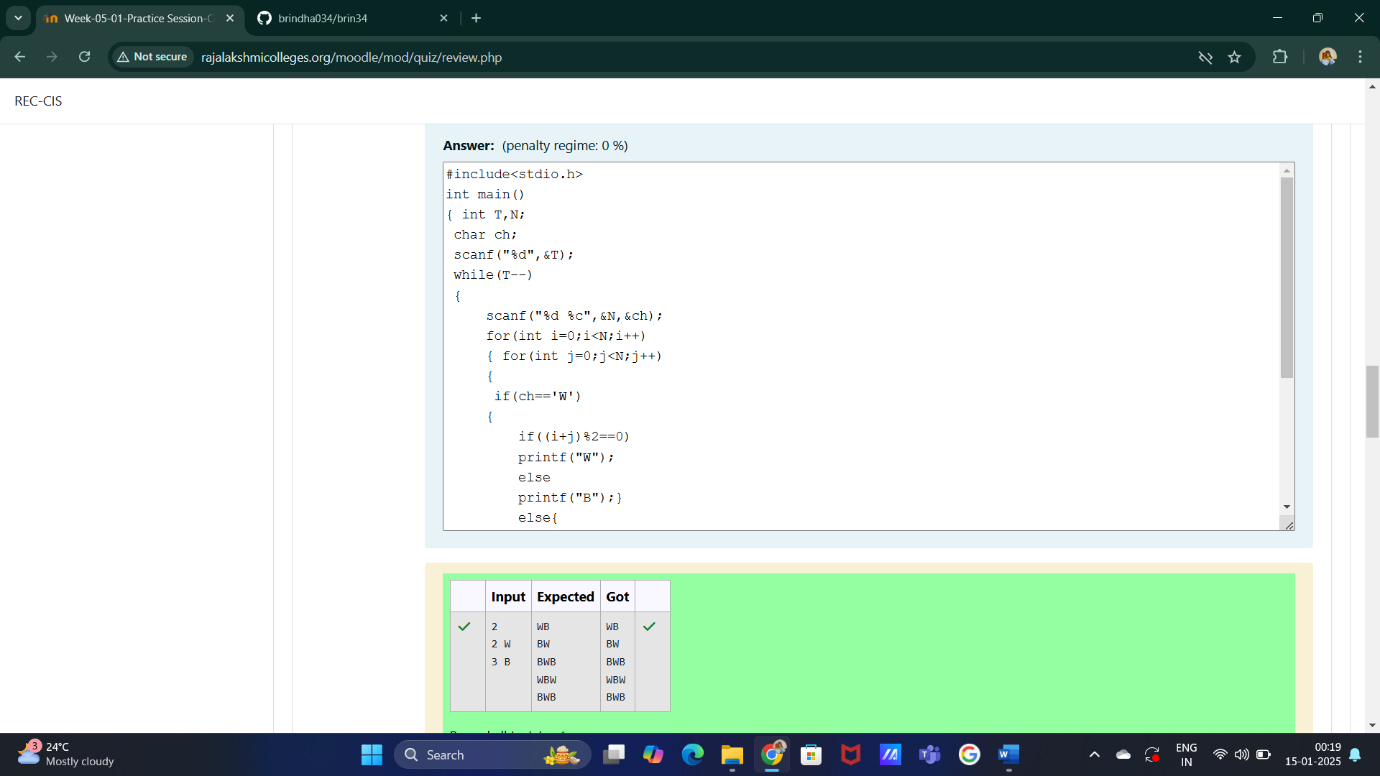 Week-05-01-Practice Session-C
brindha034/brin34
Not secure
rajalakshmicolleges.org/moodle/mod/quiz/review.php
REC-CIS
Answer: (penalty regime: 0 %)
#include<stdio.h>
int main()
{ int T,N;
char ch;
scanf("%d",&T);
while(T--)
{
scanf("%d %c",&N,&ch);
for(int i=0;i<N;i++)
{ for(int j=0;j<N;j++)
{
if(ch=='W')
{
if((i+j)%2==0)
printf("W");
else
printf("B");}
else{
Input Expected Got
2 WB WB
2 W BW BW
3 B BWB BWB
WBW WBW
BWB BWB
3
24°C
Mostly cloudy
Search
ENG
IN
00:19
15-01-2025